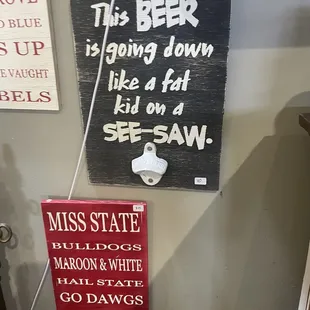 ROVE
D BLUE
S UP
E VAUGHT
EBELS
This BEER
is going down
like a fat
kid on a
SEE-SAW.
MISS STATE
BULLDOGS
MAROON & WHITE
HAIL STATE
GO DAWGS